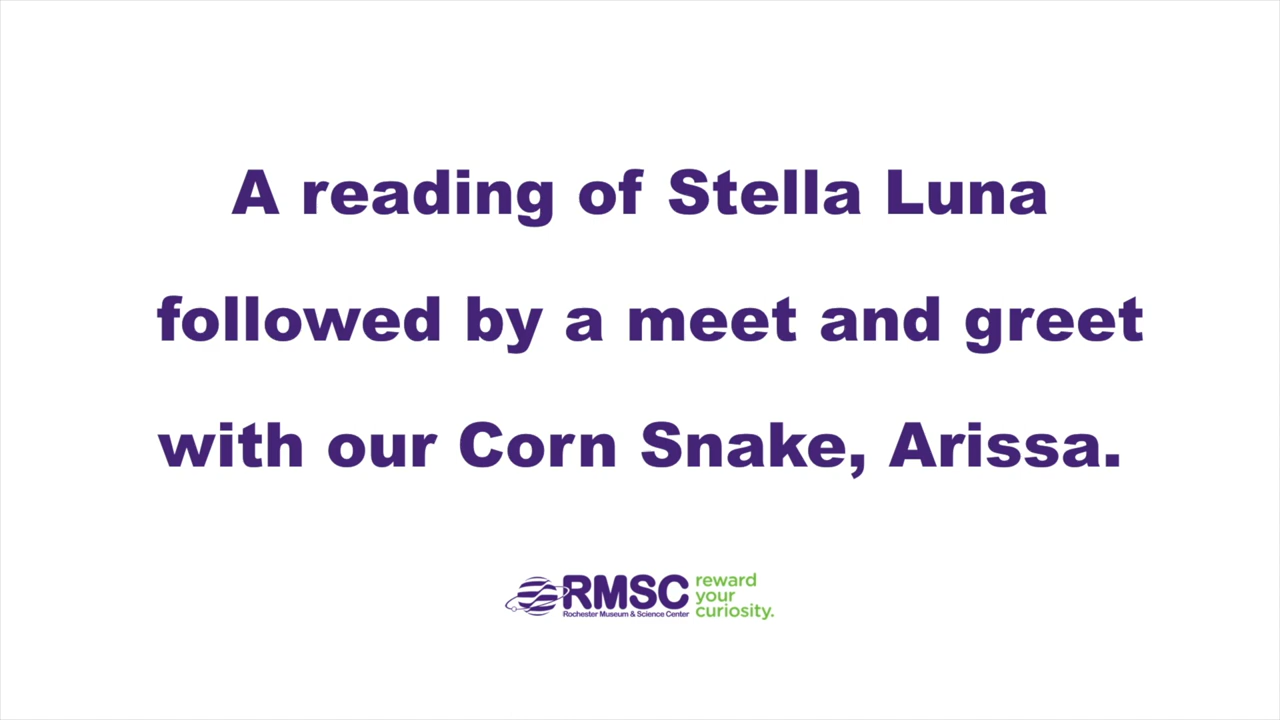 A reading of Stella Luna
followed by a meet and greet
with our Corn Snake, Arissa.
RMSC
Rochester Museum & Science Center
reward
your
curiosity.